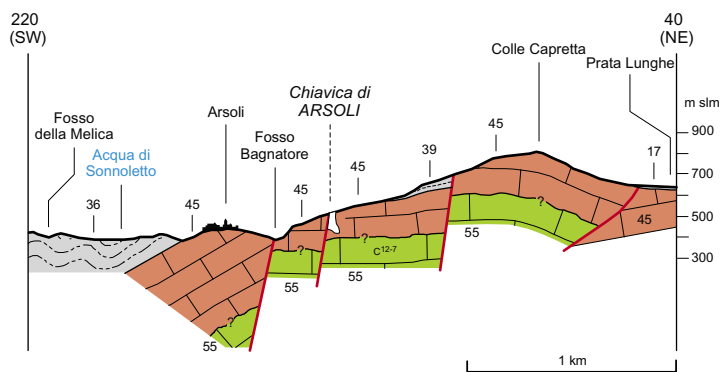 220
(SW)
40
(NE)
Colle Capretta
Prata Lunghe
Chiavica di
ARSOLI
Fosso
della Melica
Arsoli
Fosso
Bagnatore
Acqua di
Sonnoletto
m slm
900
700
500
300
36
45
45
45
39
45
17
45
?
?
?
?
C12-7
55
55
55
55
1 km